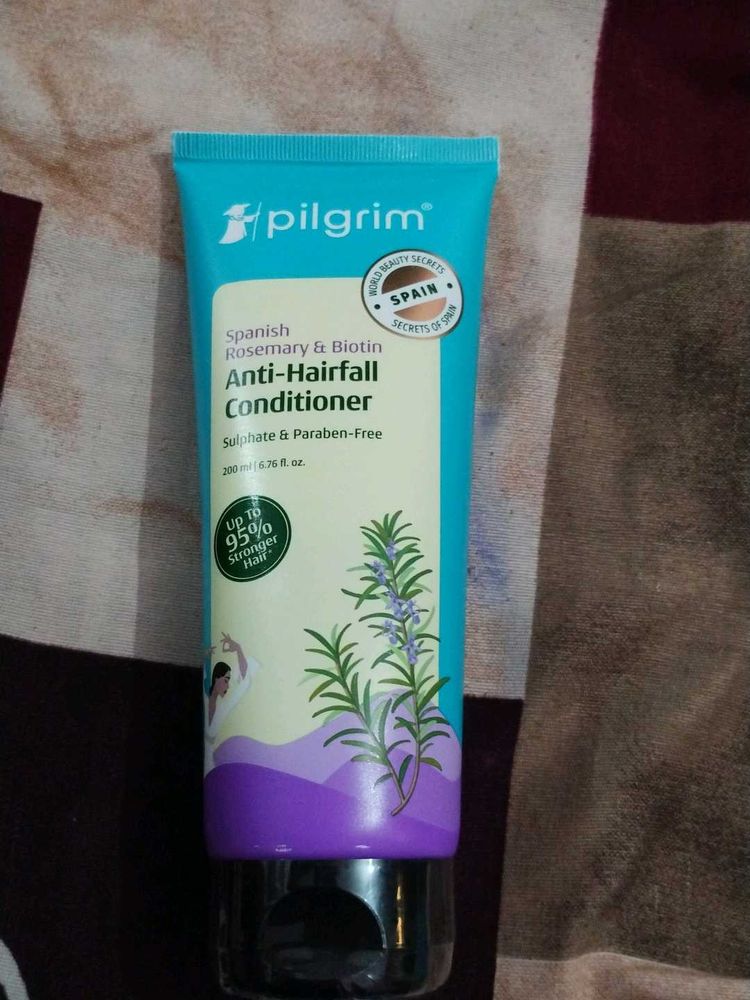 pilgrim®
WORLD BEAUTY SECRETS
SPAIN
SECRETS OF SPAIN
Spanish
Rosemary & Biotin
Anti-Hairfall
Conditioner
Sulphate & Paraben-Free
200 ml | 6.76 fl. oz.
Up To
95%
Stronger
Hair*